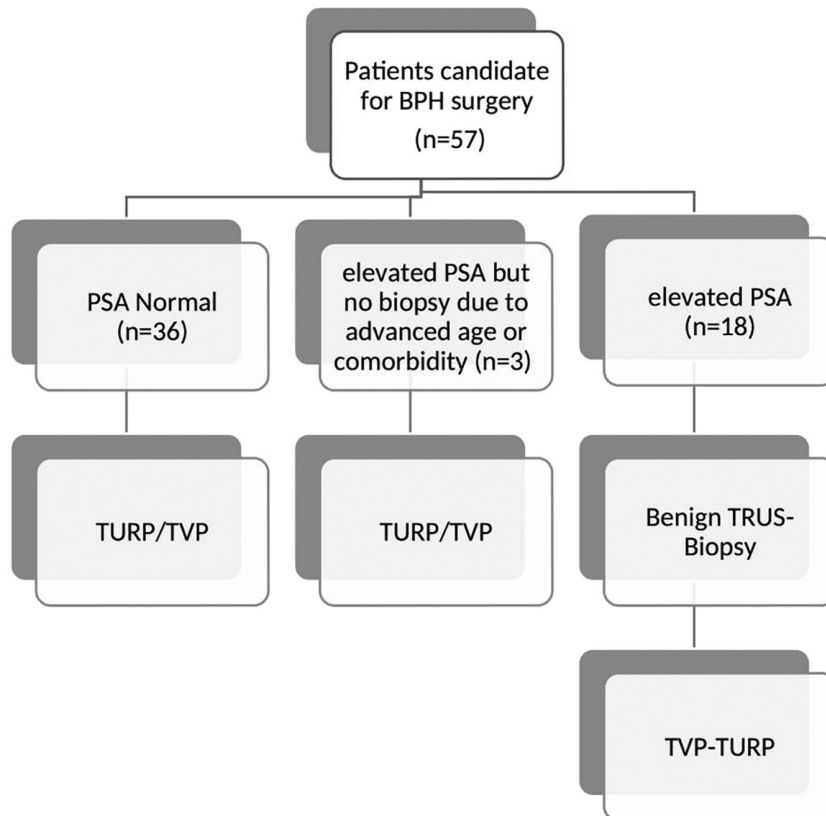 Patients candidate
for BPH surgery
(n=57)
PSA Normal
(n=36)
elevated PSA but
no biopsy due to
advanced age or
comorbidity (n=3)
elevated PSA
(n=18)
TURP/TVP
TURP/TVP
Benign TRUS-
Biopsy
TVP-TURP